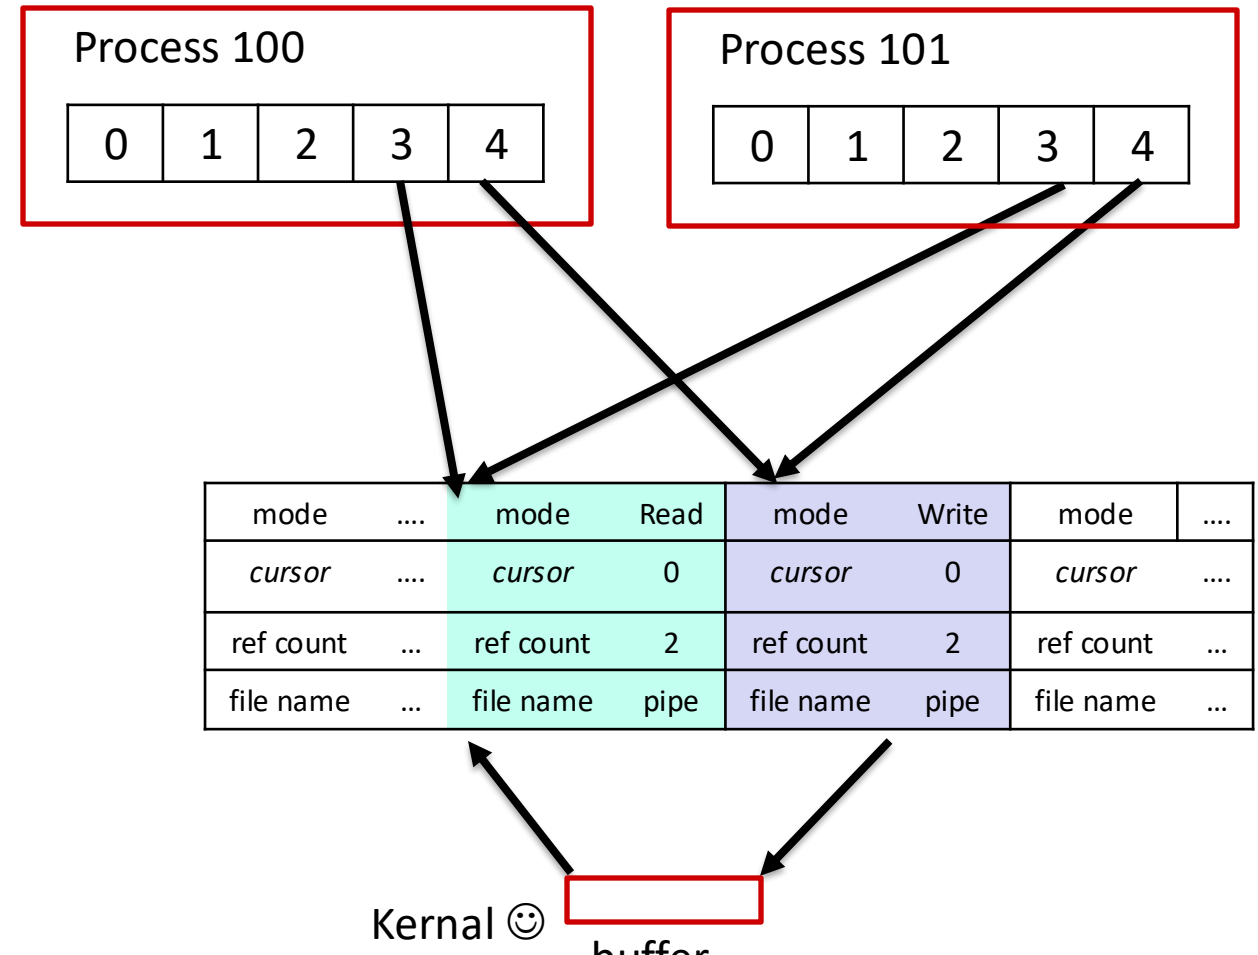 Process 100
Process 101
0 1 2 3 4
0 1 2 3 4
mode .... mode Read mode Write mode ....
cursor .... cursor 0 cursor 0 cursor ....
ref count ... ref count 2 ref count 2 ref count ...
file name ... file name pipe file name pipe file name ...
Kernal ☺
buffer